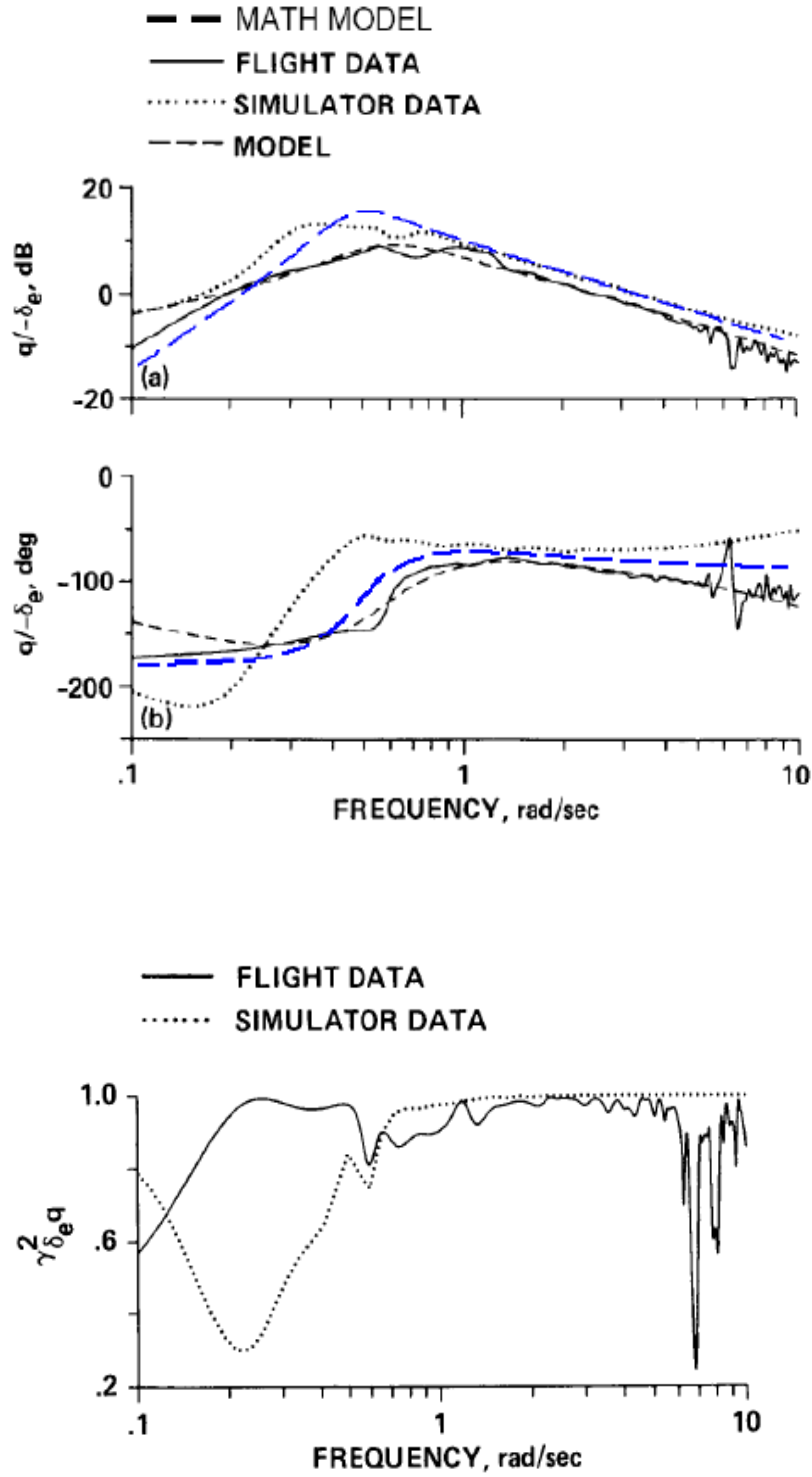 MATH MODEL
FLIGHT DATA
SIMULATOR DATA
MODEL
q/-δe, dB
20
0
-20
(a)
q/-δe, deg
0
-100
-200
(b)
.1
1
10
FREQUENCY, rad/sec
FLIGHT DATA
SIMULATOR DATA
γ²δeq
1.0
.6
.2
.1
1
10
FREQUENCY, rad/sec